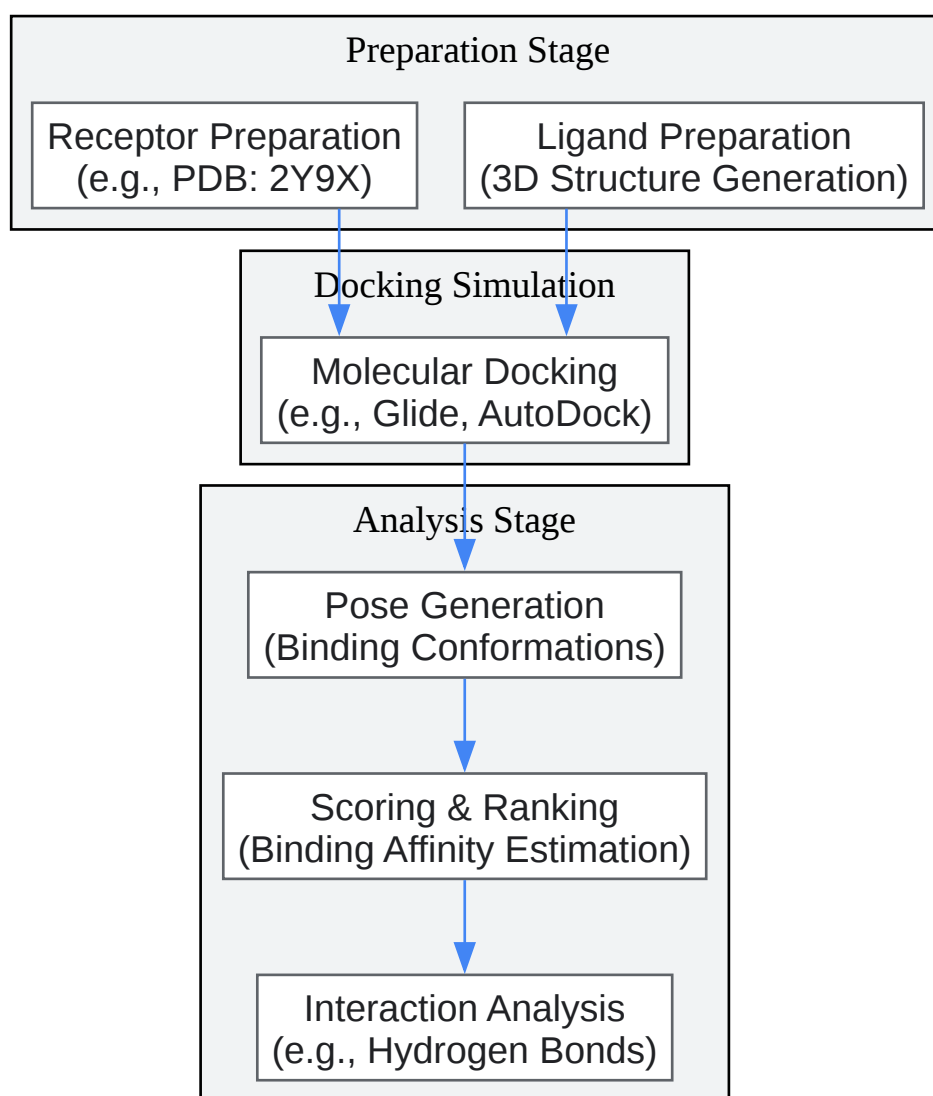 Preparation Stage
Receptor Preparation
(e.g., PDB: 2Y9X)
Ligand Preparation
(3D Structure Generation)
Docking Simulation
Molecular Docking
(e.g., Glide, AutoDock)
Analysis Stage
Pose Generation
(Binding Conformations)
Scoring & Ranking
(Binding Affinity Estimation)
Interaction Analysis
(e.g., Hydrogen Bonds)